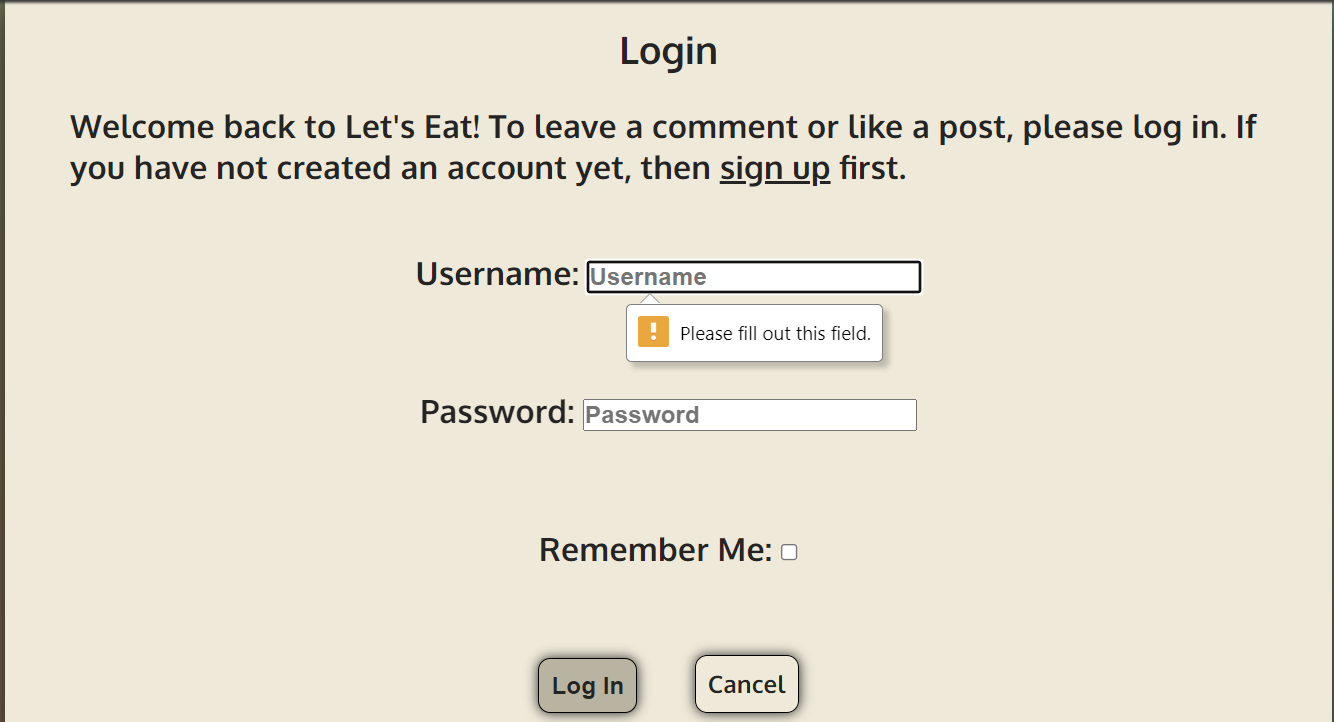 Login
Welcome back to Let's Eat! To leave a comment or like a post, please log in. If
you have not created an account yet, then sign up first.
Username: Username
! Please fill out this field.
Password: Password
Remember Me:
Log In Cancel